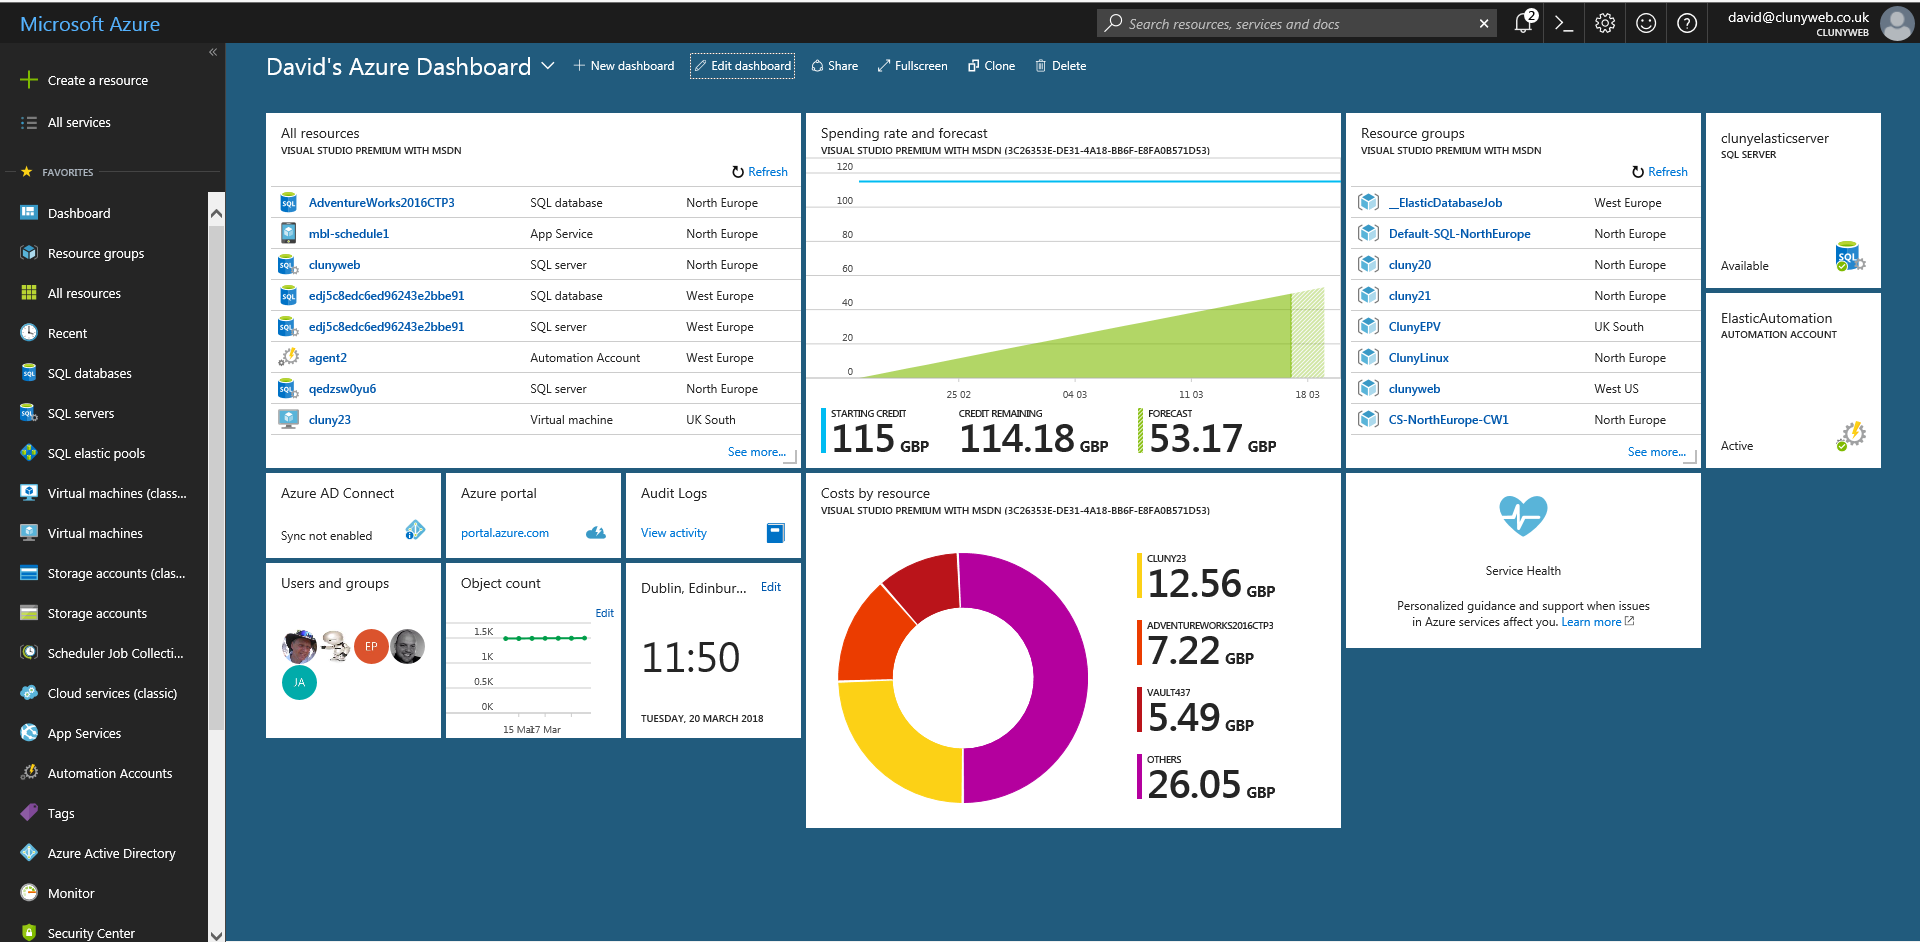 Microsoft Azure
Search resources, services and docs
2
david@clunyweb.co.uk
CLUNYWEB
Create a resource
All services
FAVORITES
Dashboard
Resource groups
All resources
Recent
SQL databases
SQL servers
SQL elastic pools
Virtual machines (class...
Virtual machines
Storage accounts (clas...
Storage accounts
Scheduler Job Collecti...
Cloud services (classic)
App Services
Automation Accounts
Tags
Azure Active Directory
Monitor
Security Center
David's Azure Dashboard
New dashboard
Edit dashboard
Share
Fullscreen
Clone
Delete
All resources
VISUAL STUDIO PREMIUM WITH MSDN
Refresh
AdventureWorks2016CTP3 SQL database North Europe
mbl-schedule1 App Service North Europe
clunyweb SQL server North Europe
edj5c8edc6ed96243e2bbe91 SQL database West Europe
edj5c8edc6ed96243e2bbe91 SQL server West Europe
agent2 Automation Account West Europe
qedzsw0yu6 SQL server North Europe
cluny23 Virtual machine UK South
See more...
Spending rate and forecast
VISUAL STUDIO PREMIUM WITH MSDN (3C26353E-DE31-4A18-BB6F-E8FA0B571D53)
120
100
80
60
40
20
0
25 02
04 03
11 03
18 03
STARTING CREDIT
115 GBP
CREDIT REMAINING
114.18 GBP
FORECAST
53.17 GBP
Resource groups
VISUAL STUDIO PREMIUM WITH MSDN
Refresh
__ElasticDatabaseJob West Europe
Default-SQL-NorthEurope North Europe
cluny20 North Europe
cluny21 North Europe
ClunyEPV UK South
ClunyLinux North Europe
clunyweb West US
CS-NorthEurope-CW1 North Europe
See more...
clunyelasticserver
SQL SERVER
Available
ElasticAutomation
AUTOMATION ACCOUNT
Active
Azure AD Connect
Sync not enabled
Azure portal
portal.azure.com
Audit Logs
View activity
Users and groups
EP
JA
Object count
Edit
1.5K
1K
0.5K
0K
15 Mar
17 Mar
Dublin, Edinbur...
Edit
11:50
TUESDAY, 20 MARCH 2018
Costs by resource
VISUAL STUDIO PREMIUM WITH MSDN (3C26353E-DE31-4A18-BB6F-E8FA0B571D53)
CLUNY23
12.56 GBP
ADVENTUREWORKS2016CTP3
7.22 GBP
VAULT437
5.49 GBP
OTHERS
26.05 GBP
Service Health
Personalized guidance and support when issues
in Azure services affect you. Learn more